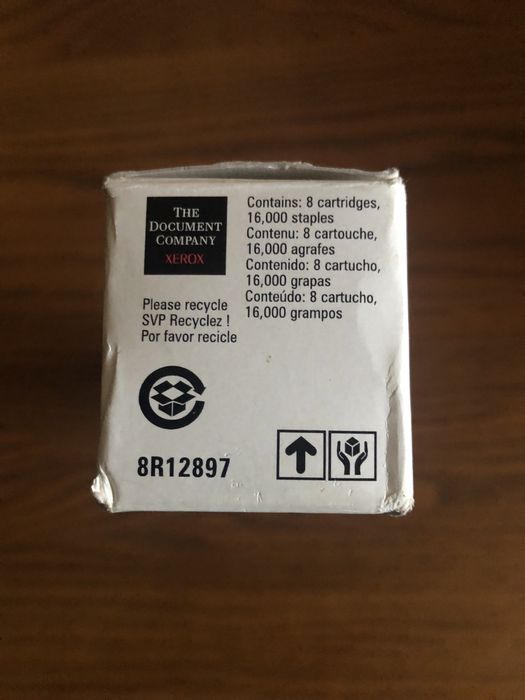 THE
DOCUMENT
COMPANY
XEROX
Contains: 8 cartridges,
16,000 staples
Contenu: 8 cartouche,
16,000 agrafes
Contenido: 8 cartucho,
16,000 grapas
Conteúdo: 8 cartucho,
16,000 grampos
Please recycle
SVP Recyclez !
Por favor recicle
8R12897